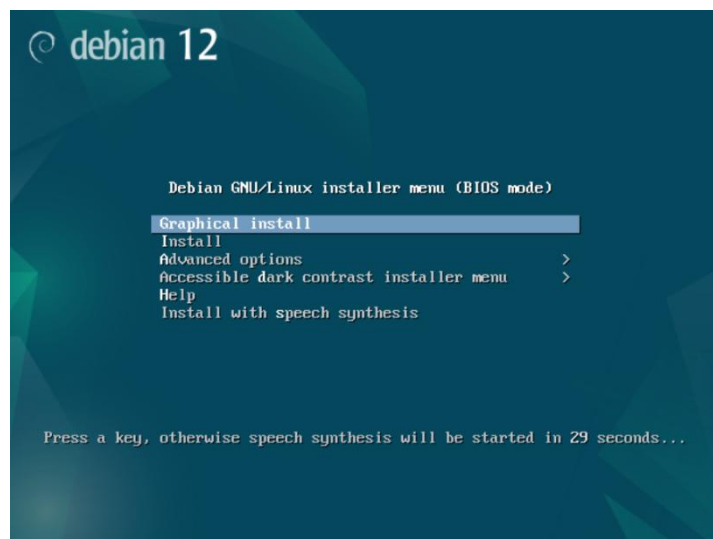 debian 12
Debian GNU/Linux installer menu (BIOS mode)
Graphical install
Install
Advanced options >
Accessible dark contrast installer menu >
Help
Install with speech synthesis
Press a key, otherwise speech synthesis will be started in 29 seconds...